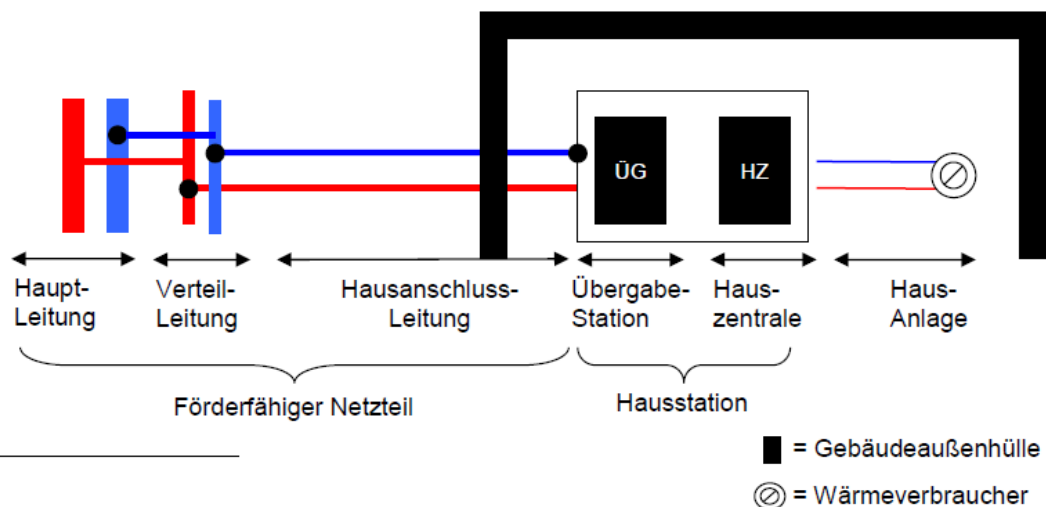 ÜG
HZ
Haupt-
Leitung
Verteil-
Leitung
Hausanschluss-
Leitung
Übergabe-
Station
Haus-
zentrale
Haus-
Anlage
Förderfähiger Netzteil
Hausstation
= Gebäudeaußenhülle
= Wärmeverbraucher